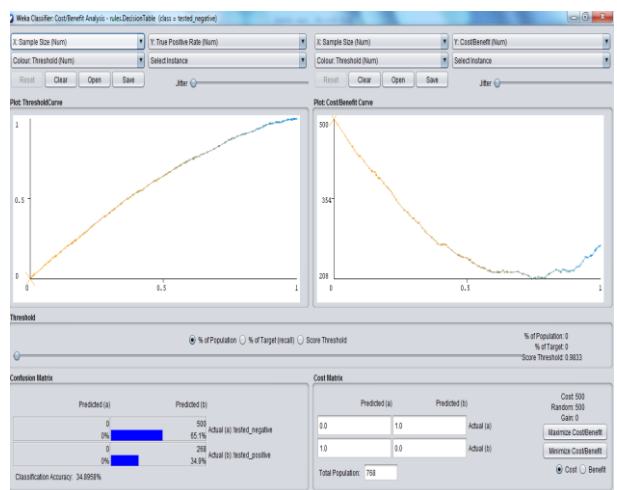 Weka Classifier: Cost/Benefit Analysis - rules.DecisionTable (class = tested_negative)
X: Sample Size (Num) Y: True Positive Rate (Num) X: Sample Size (Num) Y: Cost/Benefit (Num)
Colour: Threshold (Num) Select Instance Colour: Threshold (Num) Select Instance
Reset Clear Open Save Jitter Reset Clear Open Save Jitter
Plot: ThresholdCurve Plot: Cost/Benefit Curve
1 500
0.5 354
0 208
0 0.5 1 0 0.5 1
Threshold
% of Population % of Target (recall) Score Threshold
% of Population: 0
% of Target: 0
Score Threshold: 0.9833
Confusion Matrix Cost Matrix
Predicted (a) Predicted (b) Predicted (a) Predicted (b)
0 500
0% 65.1% Actual (a): tested_negative
0 268
0% 34.9% Actual (b): tested_positive
Classification Accuracy: 34.8958%
0.0 1.0 Actual (a)
1.0 0.0 Actual (b)
Total Population: 768
Cost: 500
Random: 500
Gain: 0
Maximize Cost/Benefit
Minimize Cost/Benefit
Cost Benefit